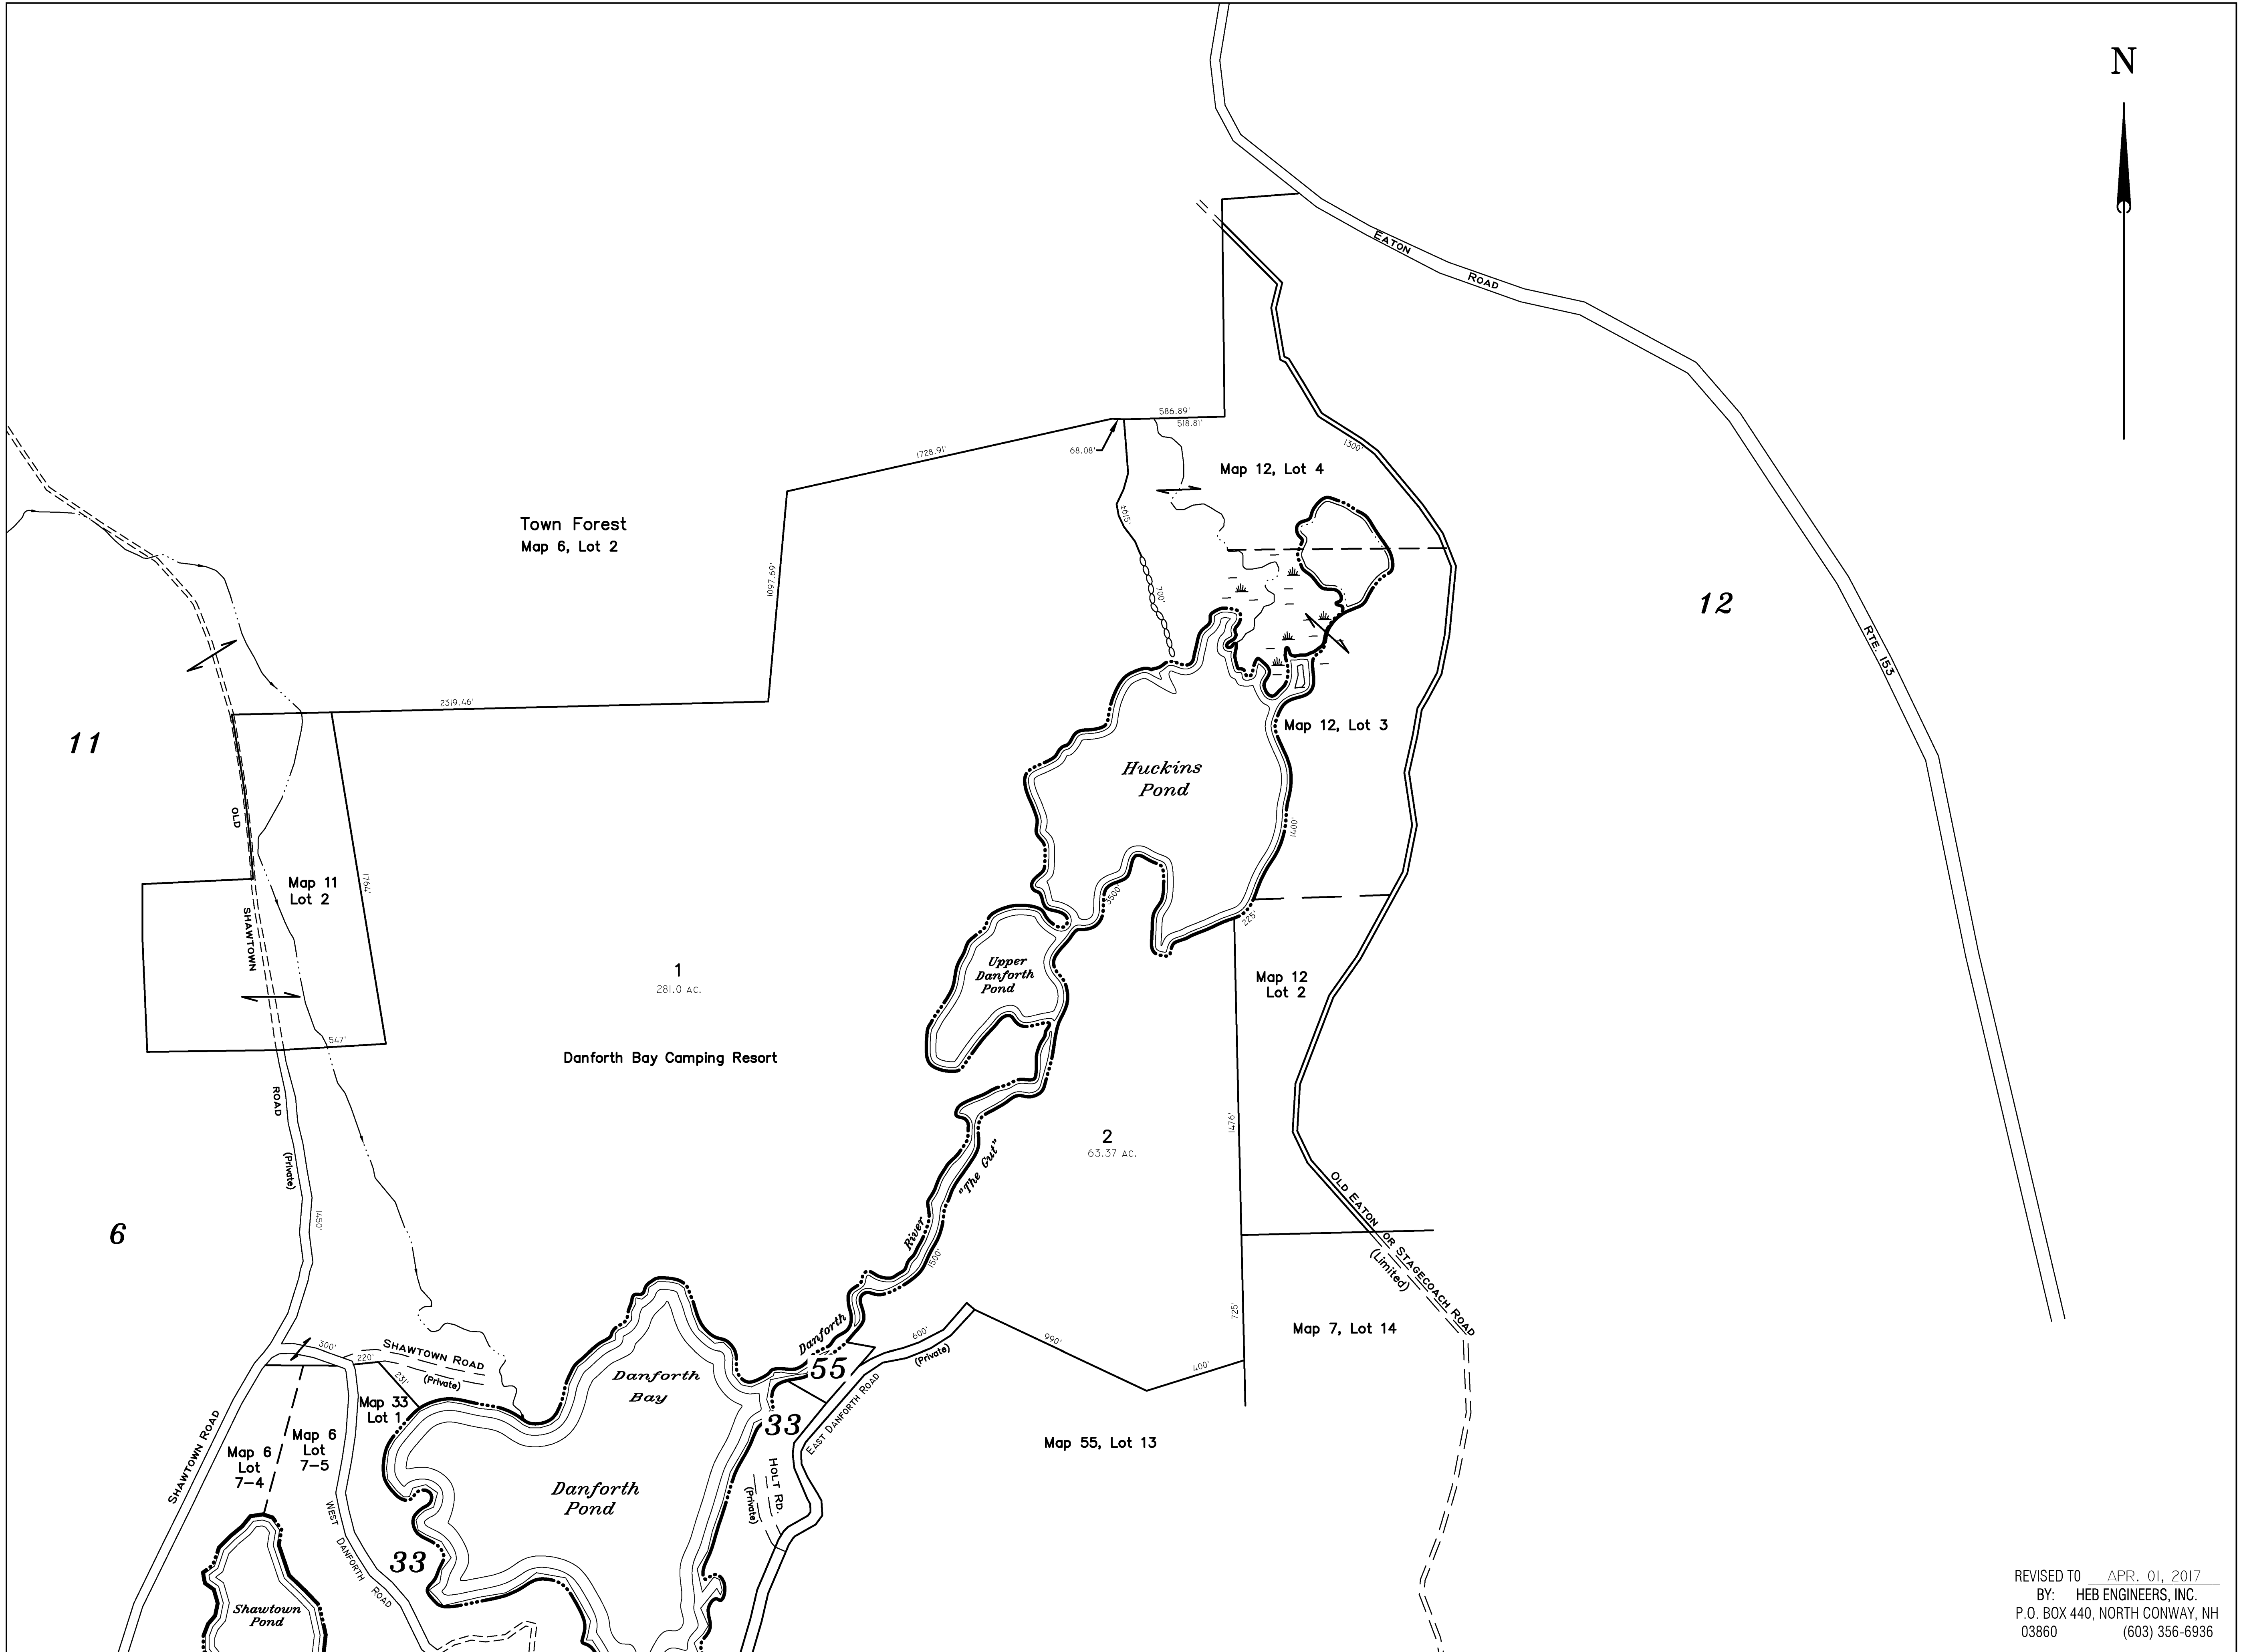 N
EATON
ROAD
586.89'
518.81'
1728.91'
68.08'
1300'
Map 12, Lot 4
±615'
Town Forest
Map 6, Lot 2
1097.69'
700'
12
RTE. 153
2319.46'
Map 12, Lot 3
11
Huckins
Pond
OLD
1400'
Map 11
Lot 2
1764'
3500'
225'
SHAWTOWN
Upper
Danforth
Pond
1
281.0 AC.
Map 12
Lot 2
547'
Danforth Bay Camping Resort
ROAD
1476'
2
63.37 AC.
(Private)
"The Gut"
OLD EATON OR STAGECOACH ROAD
(Limited)
1450'
6
River
1500'
725'
Danforth
600'
(Private)
990'
Map 7, Lot 14
300'
SHAWTOWN ROAD
220'
(Private)
55
400'
231'
Danforth
Bay
Map 33
Lot 1
EAST DANFORTH ROAD
33
Map 6
Lot
7-5
Map 55, Lot 13
Map 6
Lot
7-4
SHAWTOWN ROAD
HOLT RD.
(Private)
Danforth
Pond
WEST DANFORTH ROAD
33
Shawtown
Pond
REVISED TO APR. 01, 2017
BY: HEB ENGINEERS, INC.
P.O. BOX 440, NORTH CONWAY, NH
03860 (603) 356-6936